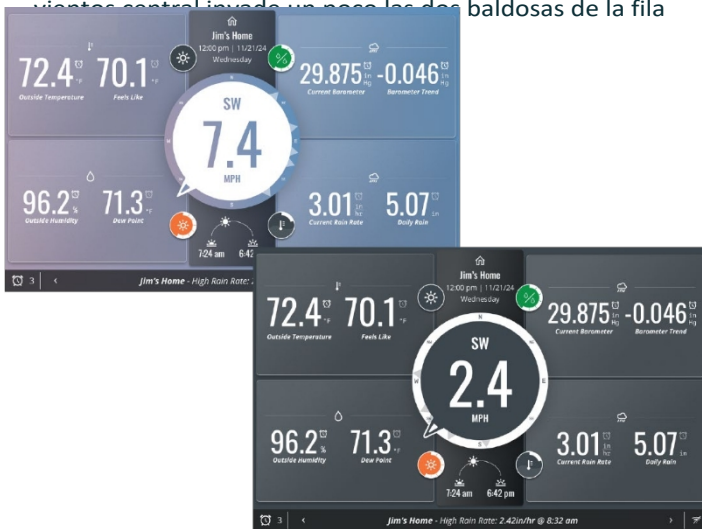 vientos central invade un poco las dos baldosas de la fila
Jim's Home
12:00 pm | 11/21/24
Wednesday
72.4 °F 70.1 °F
Outside Temperature Feels Like
%
29.875 in Hg -0.046 in Hg
Current Barometer Barometer Trend
SW
7.4
MPH
96.2 % 71.3 °F
Outside Humidity Dew Point
3.01 in hr 5.07 in
Current Rain Rate Daily Rain
7:24 am 6:42
3 ‹ Jim's Home - High Rain Rate:
Jim's Home
12:00 pm | 11/21/24
Wednesday
72.4 °F 70.1 °F
Outside Temperature Feels Like
%
29.875 in Hg -0.046 in Hg
Current Barometer Barometer Trend
N
E
S
W
SW
2.4
MPH
96.2 % 71.3 °F
Outside Humidity Dew Point
3.01 in hr 5.07 in
Current Rain Rate Daily Rain
7:24 am 6:42 pm
3 ‹ Jim's Home - High Rain Rate: 2.42in/hr @ 8:32 am ›